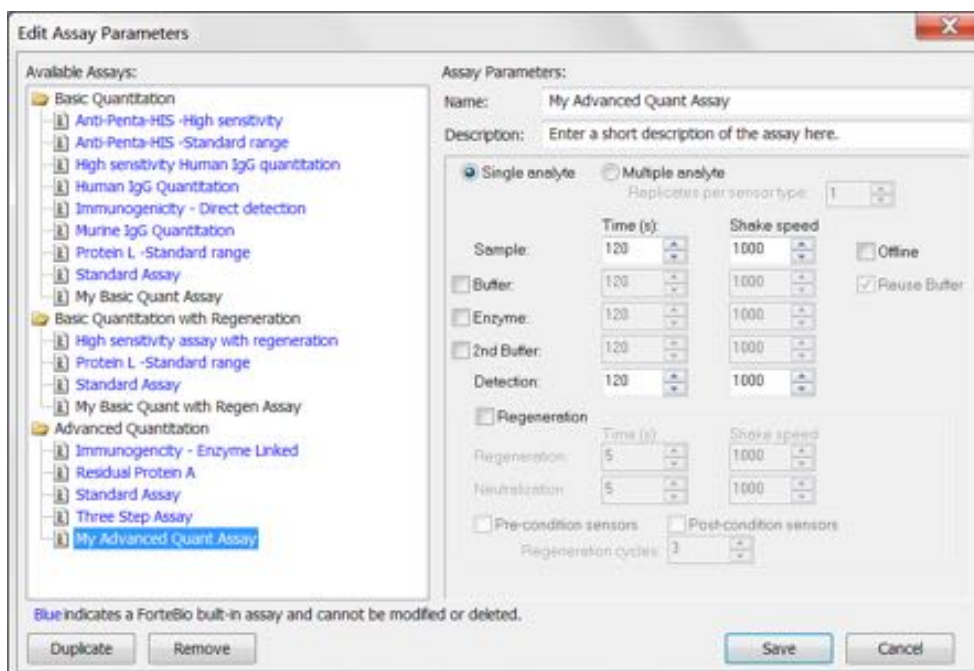 Edit Assay Parameters
Available Assays:
Basic Quantitation
Anti-Penta-HIS -High sensitivity
Anti-Penta-HIS -Standard range
High sensitivity Human IgG quantitation
Human IgG Quantitation
Immunogenicity - Direct detection
Murine IgG Quantitation
Protein L -Standard range
Standard Assay
My Basic Quant Assay
Basic Quantitation with Regeneration
High sensitivity assay with regeneration
Protein L -Standard range
Standard Assay
My Basic Quant with Regen Assay
Advanced Quantitation
Immunogencity - Enzyme Linked
Residual Protein A
Standard Assay
Three Step Assay
My Advanced Quant Assay
Assay Parameters:
Name: My Advanced Quant Assay
Description: Enter a short description of the assay here.
Single analyte Multiple analyte
Replicates per sensor type: 1
Time (s): Shake speed
Sample: 120 1000 Offline
Buffer: 120 1000 Reuse Buffer
Enzyme: 120 1000
2nd Buffer: 120 1000
Detection: 120 1000
Regeneration
Time (s): Shake speed
Regeneration: 5 1000
Neutralization: 5 1000
Pre-condition sensors Post-condition sensors
Regeneration cycles: 3
Blue indicates a ForteBio built-in assay and cannot be modified or deleted.
Duplicate Remove Save Cancel